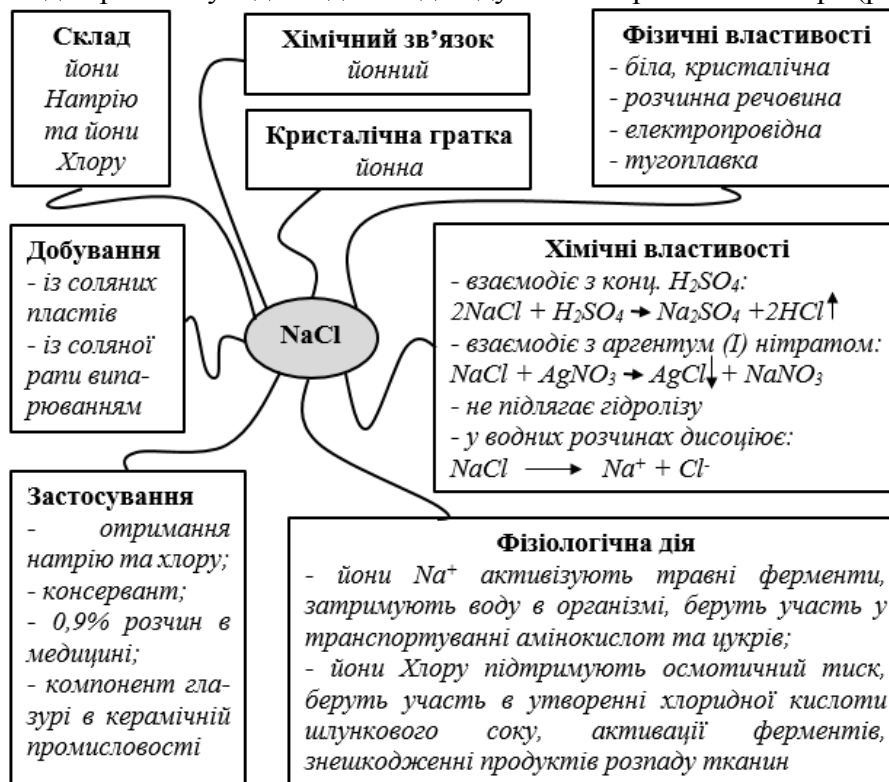 Склад
йони
Натрію
та йони
Хлору
Хімічний зв’язок
йонний
Кристалічна гратка
йонна
Фізичні властивості
- біла, кристалічна
- розчинна речовина
- електропровідна
- тугоплавка
Добування
- із соляних
пластів
- із соляної
рапи випа-
рюванням
NaCl
Хімічні властивості
- взаємодіє з конц. H₂SO₄:
2NaCl + H₂SO₄ → Na₂SO₄ +2HCl↑
- взаємодіє з аргентум (I) нітратом:
NaCl + AgNO₃ → AgCl↓ + NaNO₃
- не підлягає гідролізу
- у водних розчинах дисоціює:
NaCl ⟶ Na⁺ + Cl⁻
Застосування
- отримання
натрію та хлору;
- консервант;
- 0,9% розчин в
медицині;
- компонент гла-
зурі в керамічній
промисловості
Фізіологічна дія
- йони Na⁺ активізують травні ферменти,
затримують воду в організмі, беруть участь у
транспортуванні амінокислот та цукрів;
- йони Хлору підтримують осмотичний тиск,
беруть участь в утворенні хлоридної кислоти
шлункового соку, активації ферментів,
знешкодженні продуктів розпаду тканин